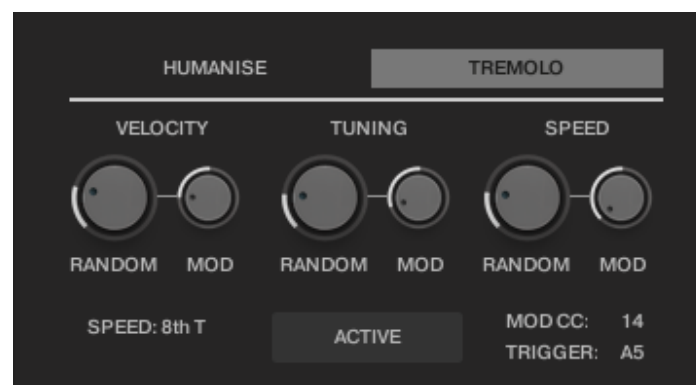 HUMANISE TREMOLO
VELOCITY TUNING SPEED
RANDOM MOD RANDOM MOD RANDOM MOD
SPEED: 8th T
ACTIVE
MOD CC: 14
TRIGGER: A5